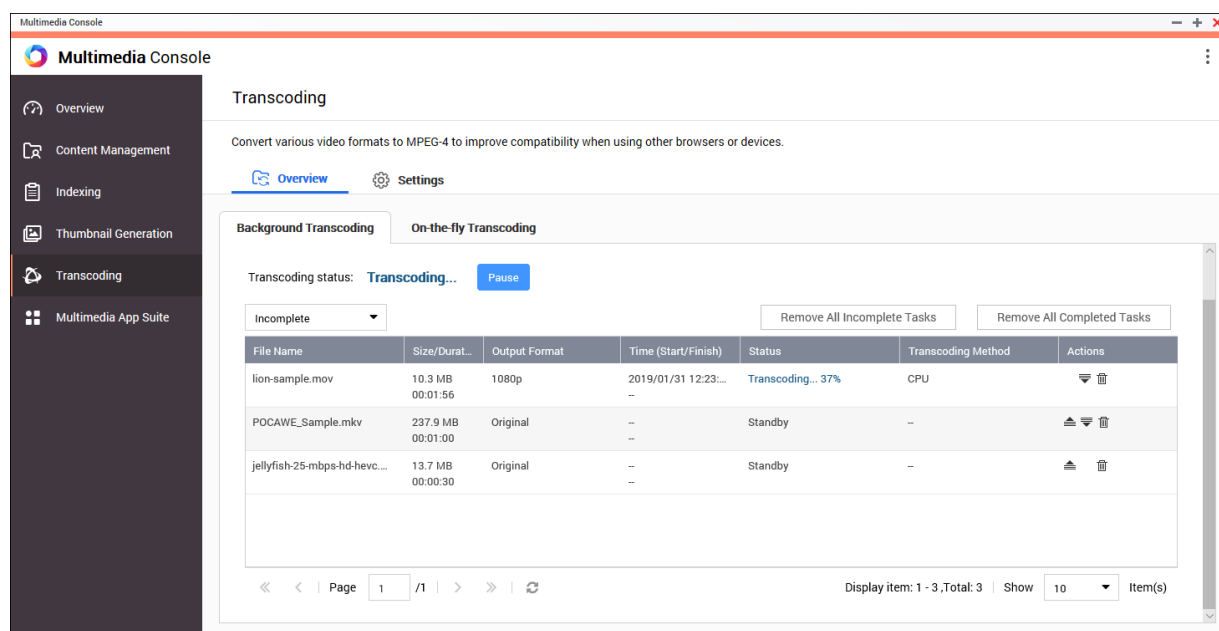 Multimedia Console
Multimedia Console
Overview
Content Management
Indexing
Thumbnail Generation
Transcoding
Multimedia App Suite
Transcoding
Convert various video formats to MPEG-4 to improve compatibility when using other browsers or devices.
Overview Settings
Background Transcoding On-the-fly Transcoding
Transcoding status: Transcoding... Pause
Incomplete Remove All Incomplete Tasks Remove All Completed Tasks
File Name Size/Durat... Output Format Time (Start/Finish) Status Transcoding Method Actions
lion-sample.mov 10.3 MB 1080p 2019/01/31 12:23:... Transcoding... 37% CPU
00:01:56 --
POCAWE_Sample.mkv 237.9 MB Original -- Standby --
00:01:00 --
jellyfish-25-mbps-hd-hevc.... 13.7 MB Original -- Standby --
00:00:30 --
Page 1 /1 Display item: 1 - 3 ,Total: 3 Show 10 Item(s)